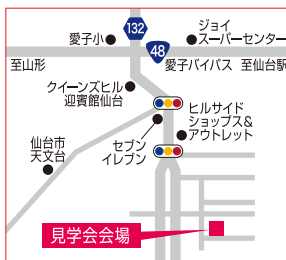 132
愛子小
ジョイ
スーパーセンター
48
至山形
愛子バイパス
至仙台駅
クイーンズヒル
迎賓館仙台
ヒルサイド
ショップス&
アウトレット
セブン
イレブン
仙台市
天文台
見学会会場